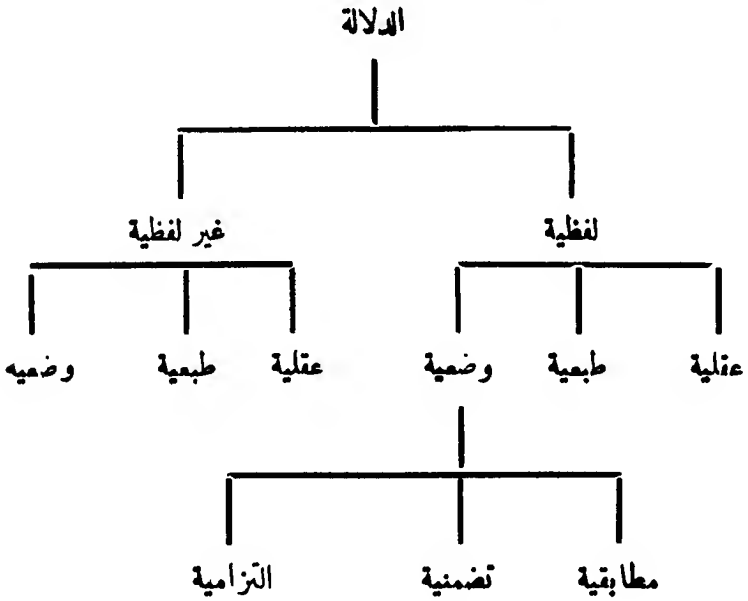 الدلالة
لفظية غير لفظية
عقلية طبعية وضعية عقلية طبعية وضعيه
مطابقية تضمنية التزامية